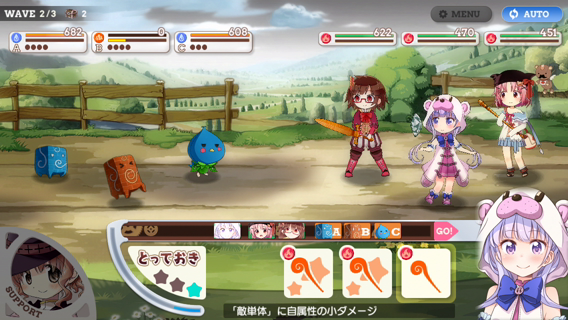 WAVE 2/3 2
MENU
AUTO
682
A
0
B
608
C
622
470
451
A B C GO!
とっておき
SUPPORT
「敵単体」に自属性の小ダメージ